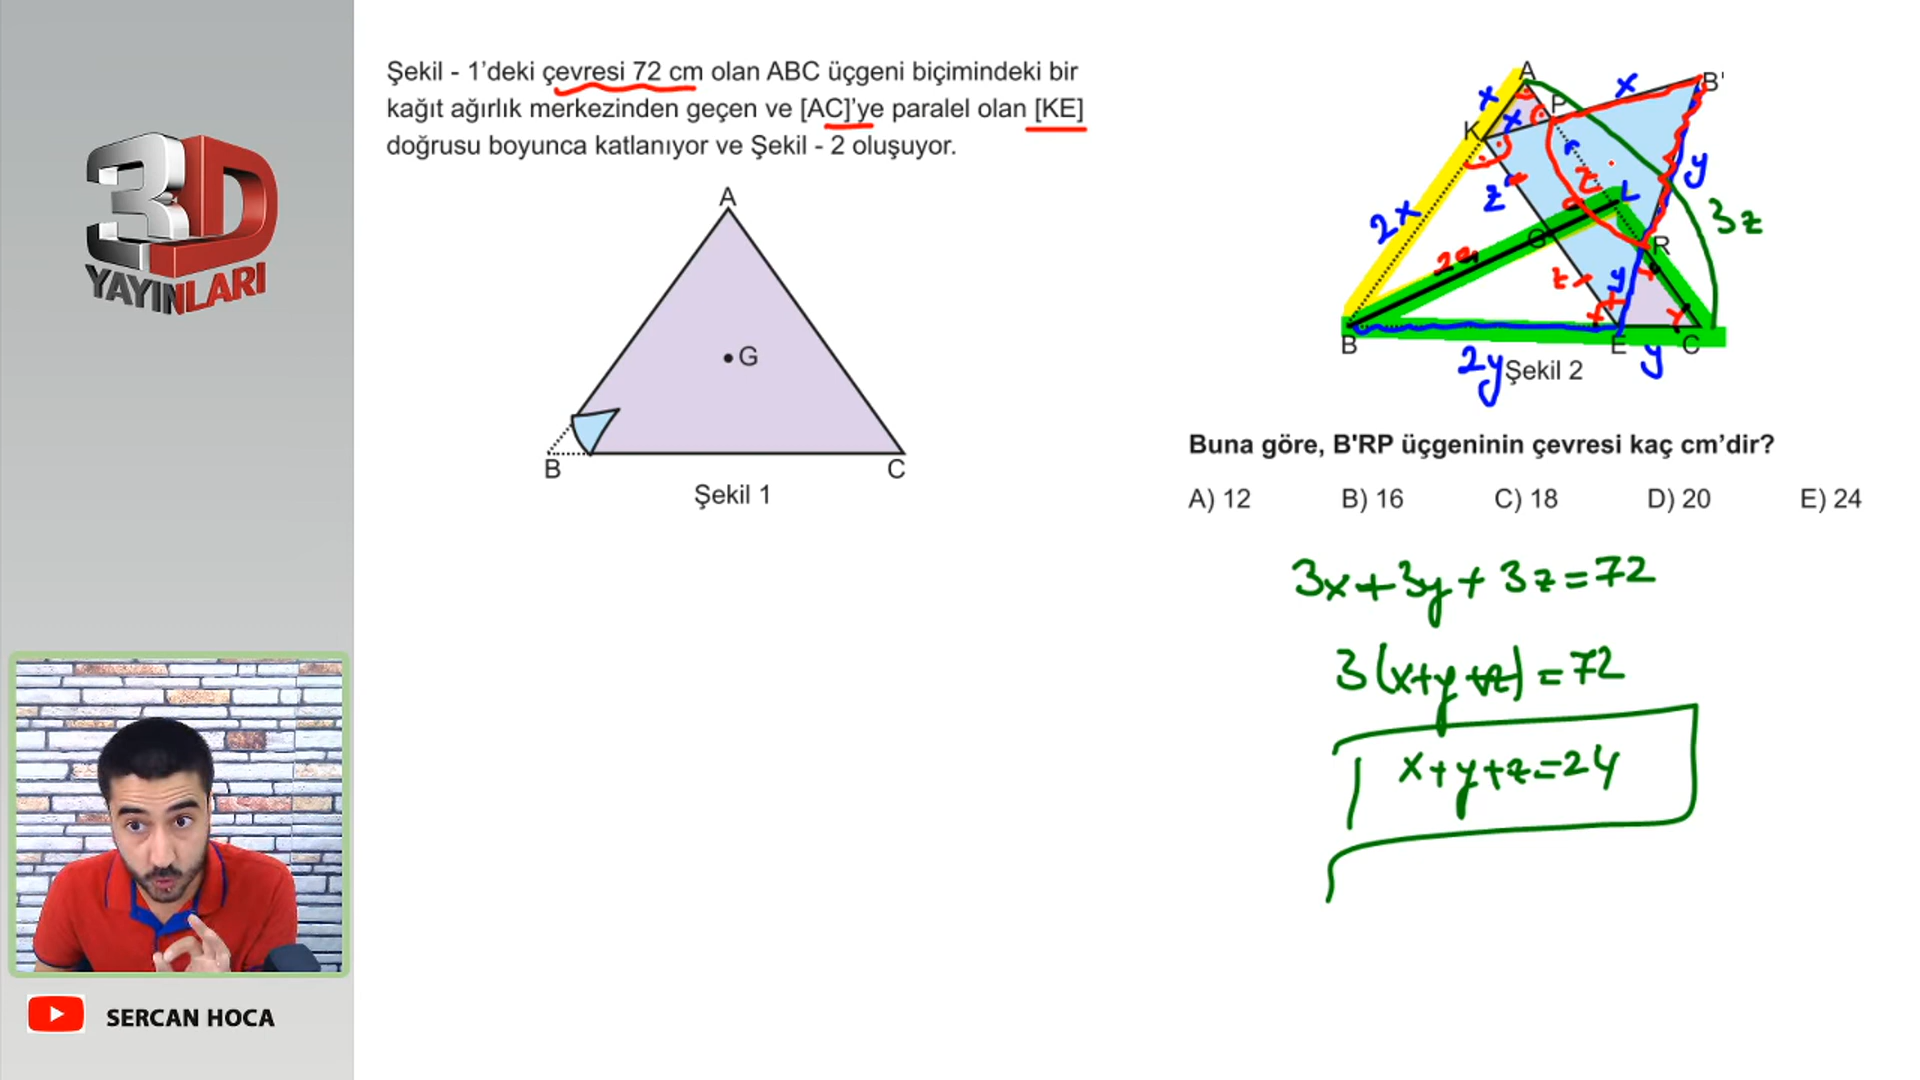 3D
YAYINLARI
Şekil - 1'deki çevresi 72 cm olan ABC üçgeni biçimindeki bir
kağıt ağırlık merkezinden geçen ve [AC]'ye paralel olan [KE]
doğrusu boyunca katlanıyor ve Şekil - 2 oluşuyor.
A
G
B
C
Şekil 1
A
B'
x
x
P
K
x
y
z
z
L
2x
3z
G
R
2a
z
y
B
E
C
2y
y
Şekil 2
Buna göre, B'RP üçgeninin çevresi kaç cm'dir?
A) 12 B) 16 C) 18 D) 20 E) 24
3x+3y+3z=72
3(x+y+z)=72
x+y+z=24
SERCAN HOCA